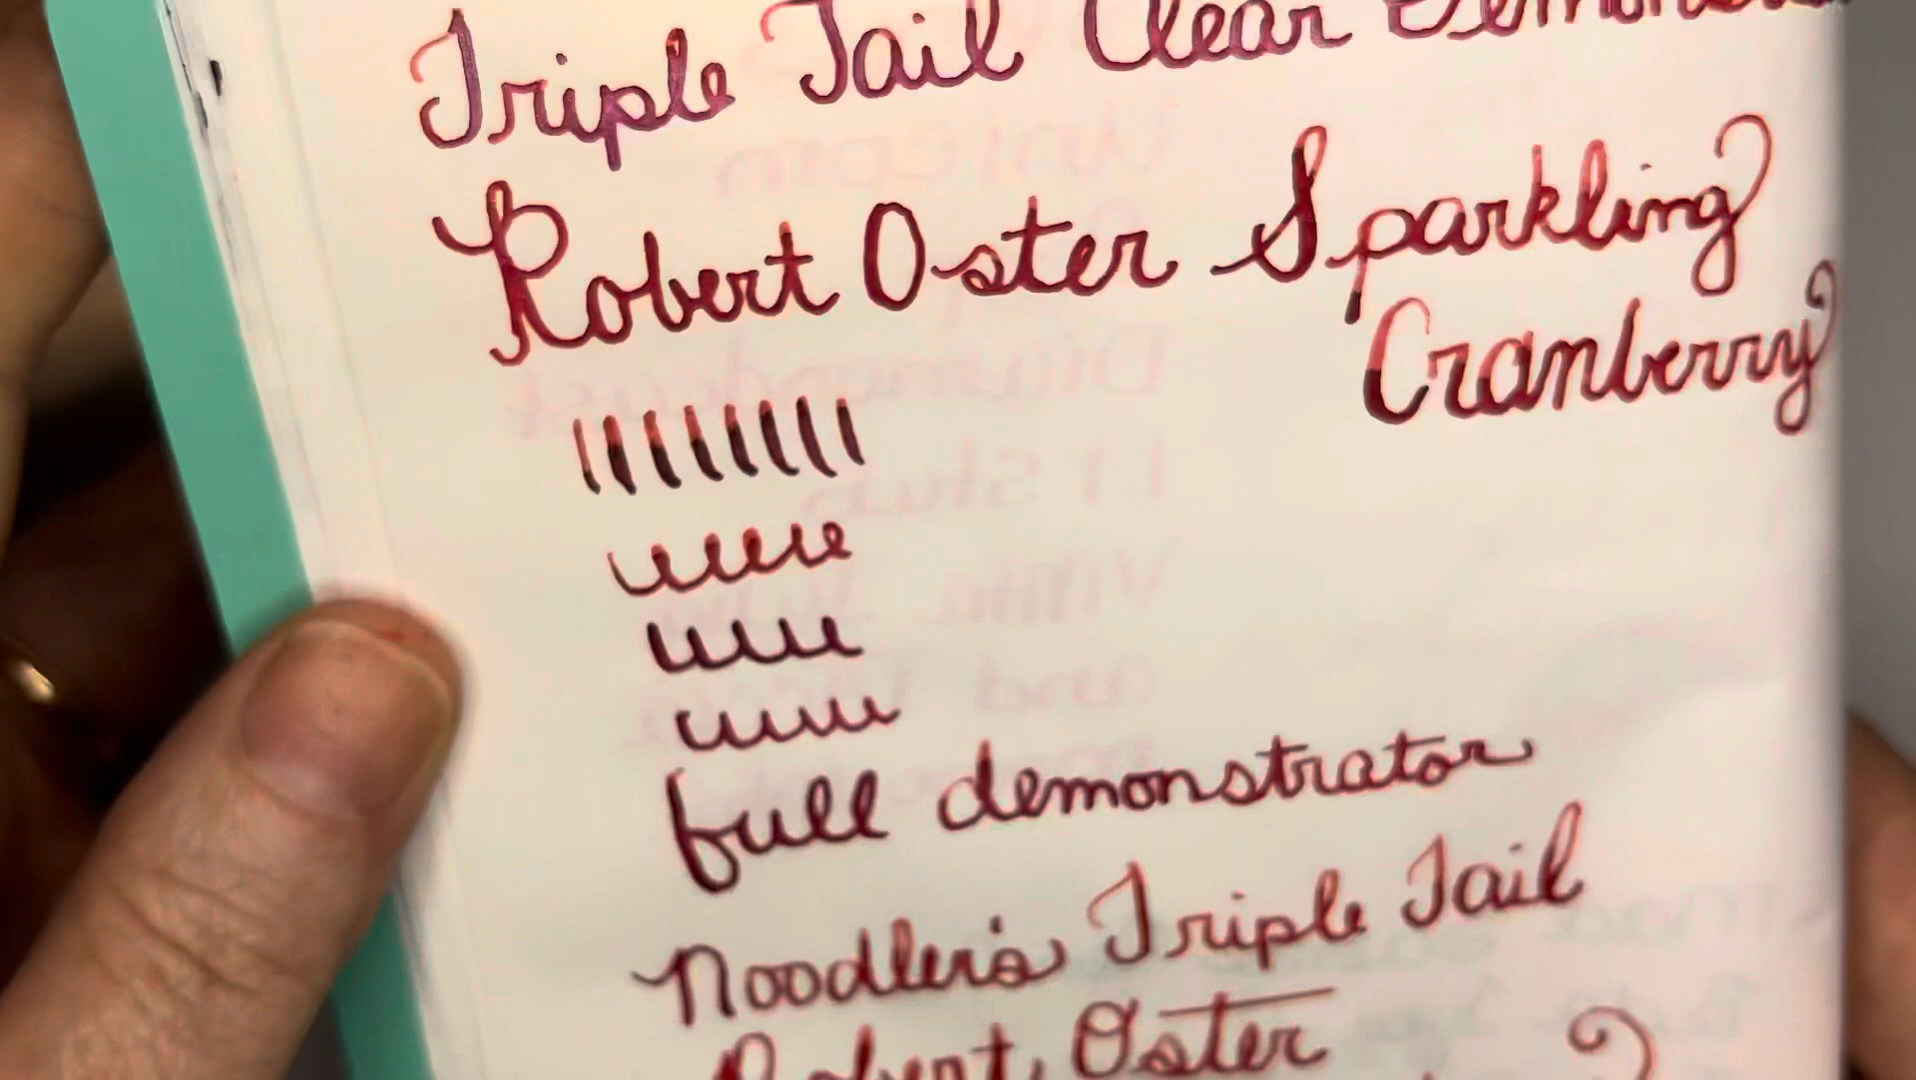 Triple Tail Clear
Robert Oster Sparkling
Cranberry
full demonstrator
Noodler's Triple Tail
Robert Oster